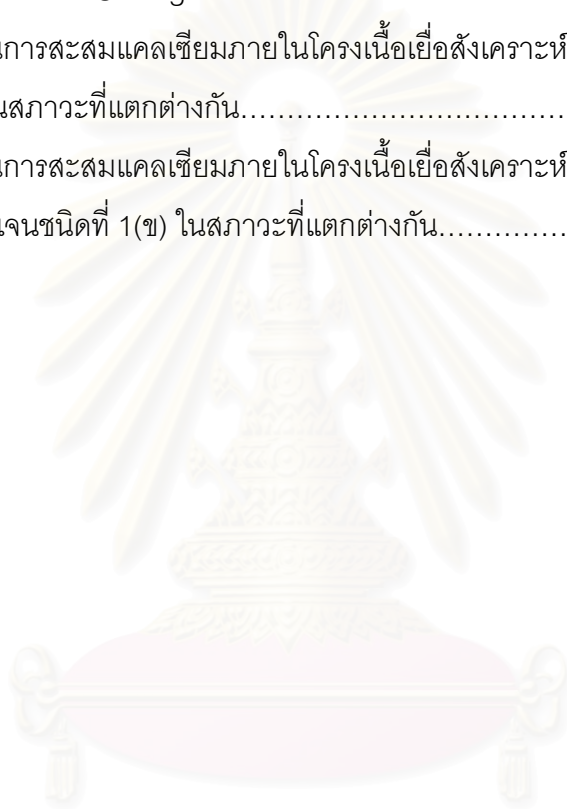 นการสะสมแคลเซียมภายในโครงเนื้อเยื่อสังเคราะห์
นสภาวะที่แตกต่างกัน.................................
นการสะสมแคลเซียมภายในโครงเนื้อเยื่อสังเคราะห์
เจนชนิดที่ 1(ข) ในสภาวะที่แตกต่างกัน..............